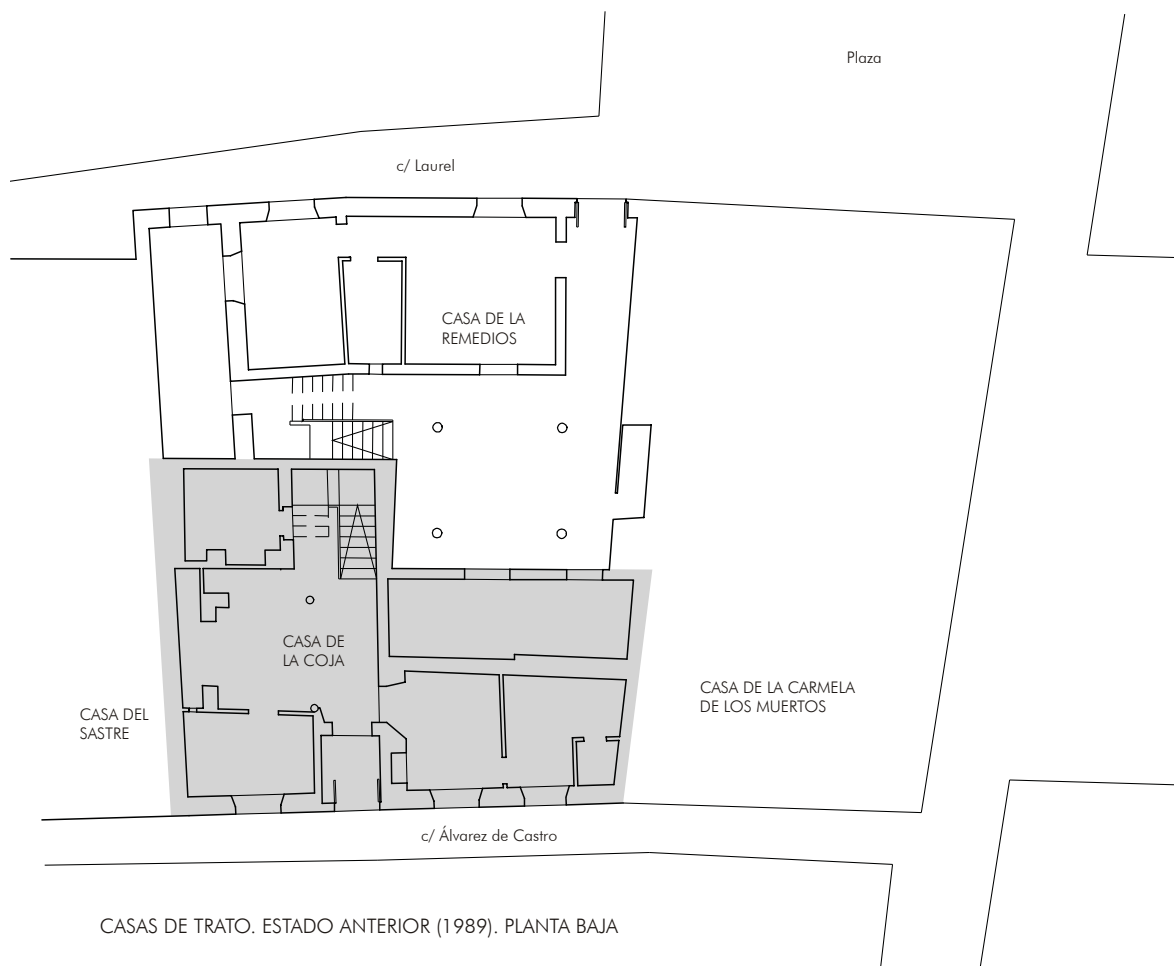 Plaza
c/ Laurel
CASA DE LA
REMEDIOS
CASA DE
LA COJA
CASA DE LA CARMELA
DE LOS MUERTOS
CASA DEL
SASTRE
c/ Álvarez de Castro
CASAS DE TRATO. ESTADO ANTERIOR (1989). PLANTA BAJA